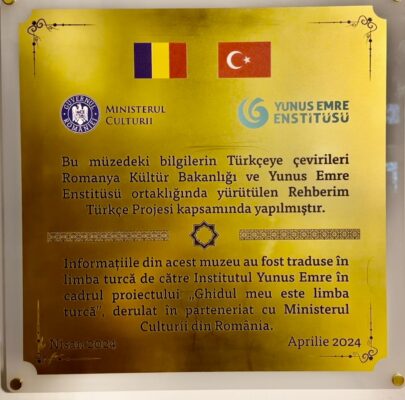 GUVERNUL ROMÂNIEI
MINISTERUL
CULTURII
YUNUS EMRE
ENSTİTÜSÜ
Bu müzedeki bilgilerin Türkçeye çevirileri
Romanya Kültür Bakanlığı ve Yunus Emre
Enstitüsü ortaklığında yürütülen Rehberim
Türkçe Projesi kapsamında yapılmıştır.
Informațiile din acest muzeu au fost traduse în
limba turcă de către Institutul Yunus Emre în
cadrul proiectului „Ghidul meu este limba
turcă”, derulat în parteneriat cu Ministerul
Culturii din România.
Nisan 2024
Aprilie 2024